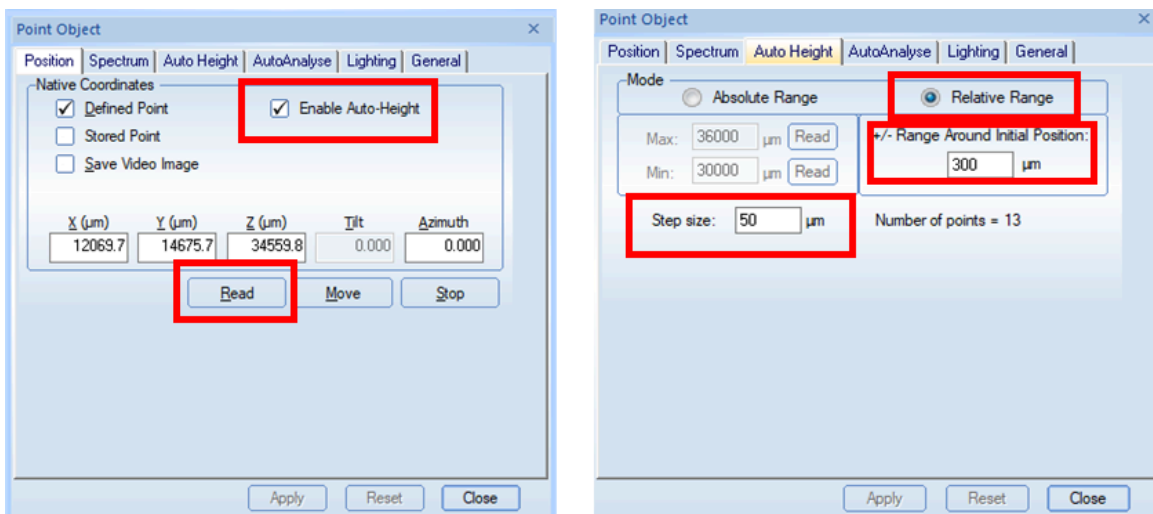 Point Object
Position Spectrum Auto Height AutoAnalyse Lighting General
Native Coordinates
Defined Point Enable Auto-Height
Stored Point
Save Video Image
X (µm) Y (µm) Z (µm) Tilt Azimuth
12069.7 14675.7 34559.8 0.000 0.000
Read Move Stop
Apply Reset Close
Point Object
Position Spectrum Auto Height AutoAnalyse Lighting General
Mode
Absolute Range Relative Range
Max: 36000 µm Read
Min: 30000 µm Read
+/- Range Around Initial Position:
300 µm
Step size: 50 µm Number of points = 13
Apply Reset Close